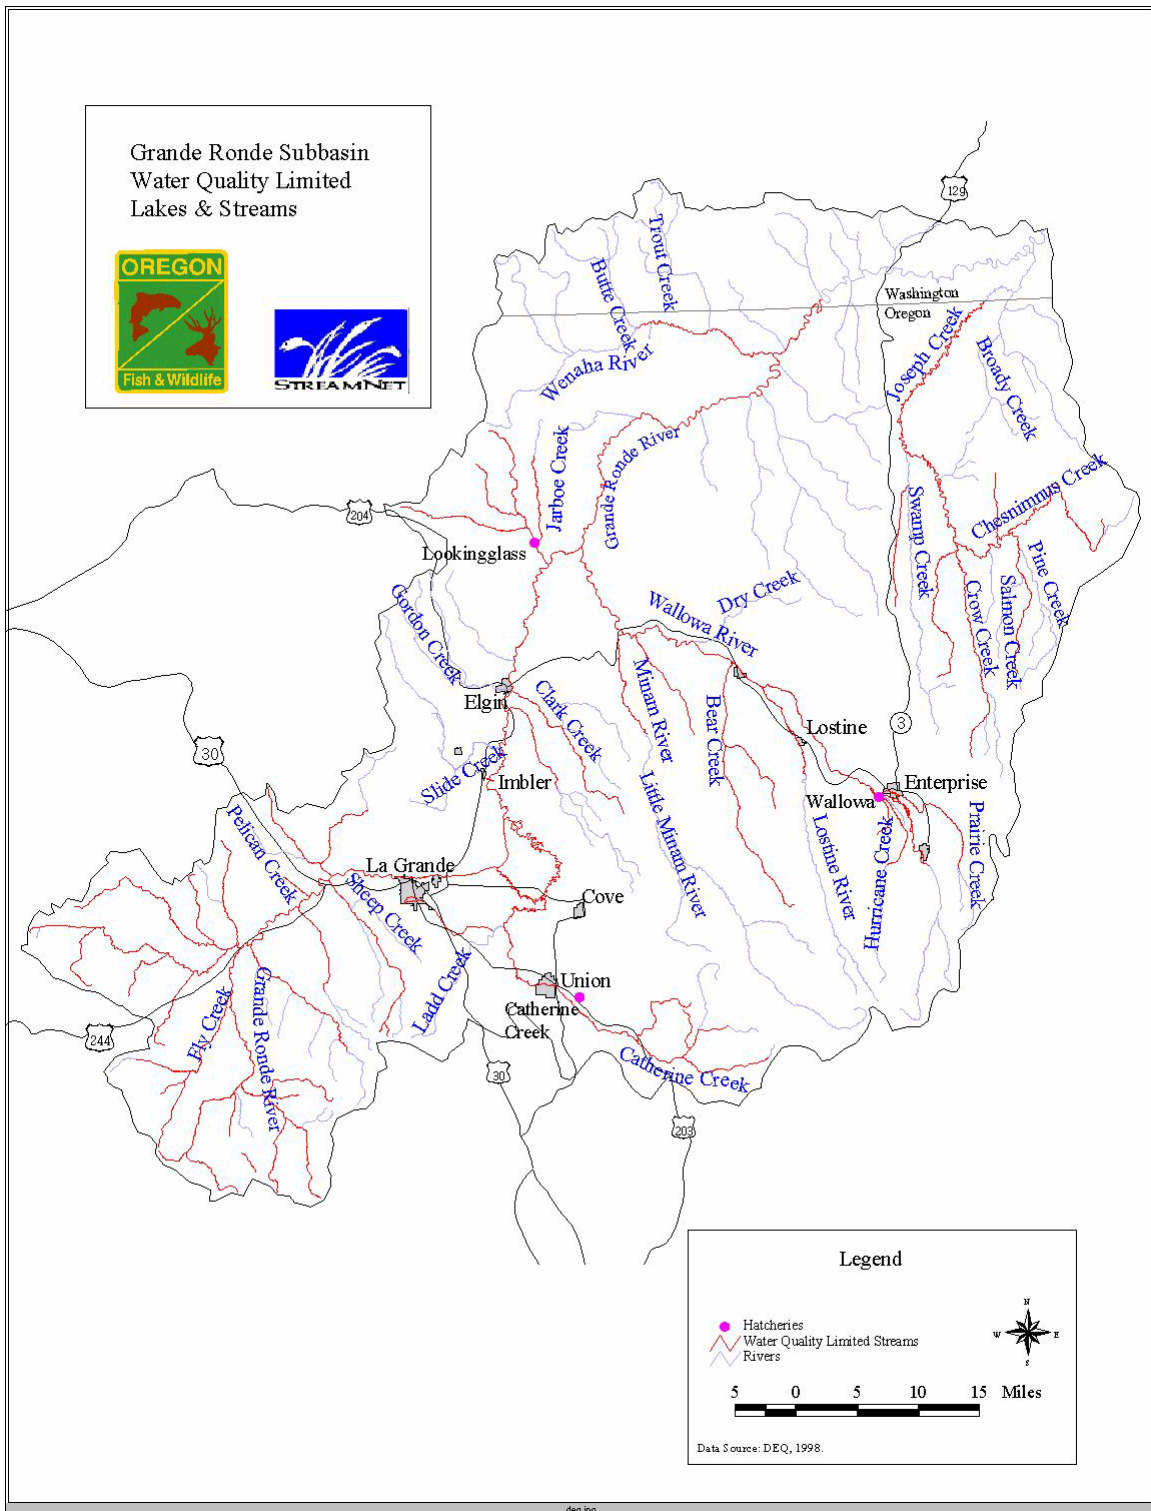 Grande Ronde Subbasin
Water Quality Limited
Lakes & Streams
OREGON
Fish & Wildlife
STREAMNET
129
Trout Creek
Butte Creek
Washington
Oregon
Wenaha River
Joseph Creek
Broady Creek
Jarboe Creek
Grande Ronde River
Chesnimnus Creek
204
Swamp Creek
Lookingglass
Pine Creek
Salmon Creek
Crow Creek
Gordon Creek
Dry Creek
Wallowa River
Minam River
Elgin
Clark Creek
Bear Creek
Lostine
3
30
Slide Creek
Imbler
Enterprise
Wallowa
Little Minam River
Lostine River
Hurricane Creek
Prairie Creek
Pelican Creek
La Grande
Sheep Creek
Cove
Ladd Creek
Union
Catherine
Creek
Fly Creek
Grande Ronde River
244
Catherine Creek
30
203
Legend
Hatcheries
Water Quality Limited Streams
Rivers
N
W E
S
5 0 5 10 15 Miles
Data Source: DEQ, 1998.
deq.jpg